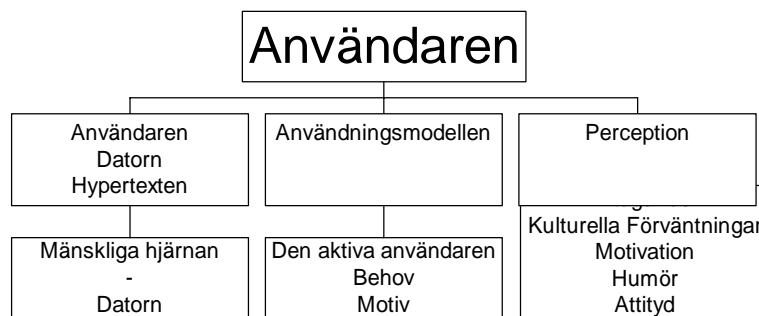 Användaren
Användaren
Datorn
Hypertexten
Användningsmodellen
Perception
Mänskliga hjärnan
-
Datorn
Den aktiva användaren
Behov
Motiv
Kulturella Förväntningar
Motivation
Humör
Attityd